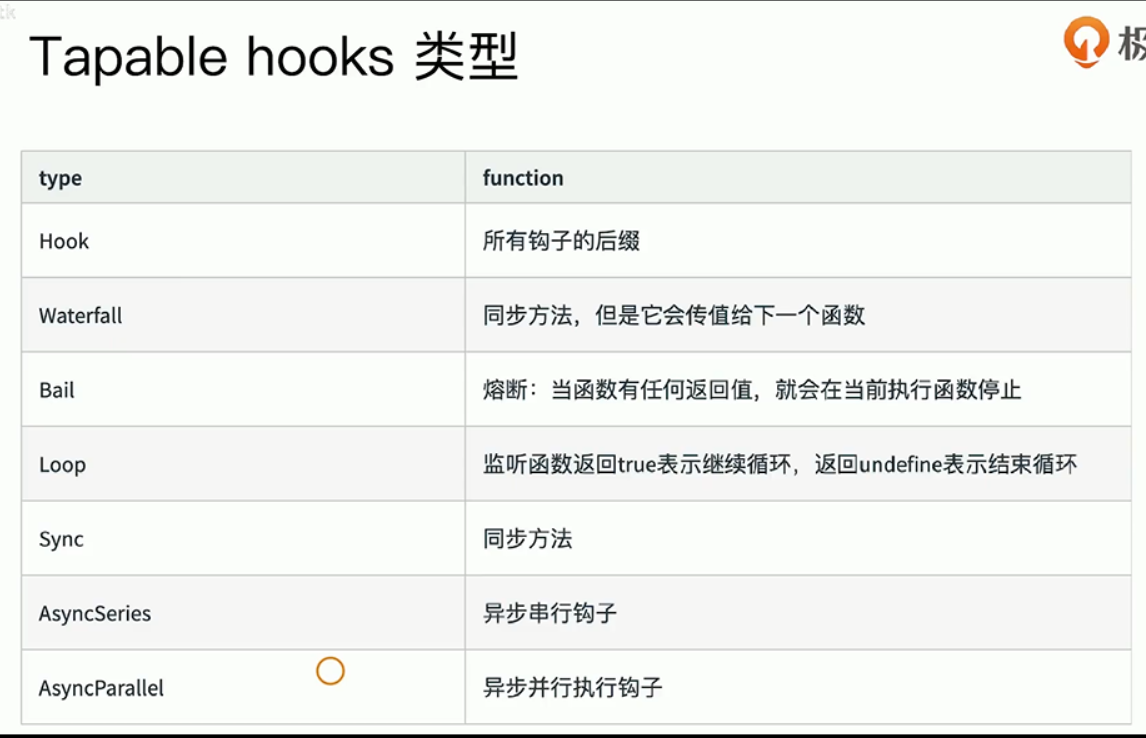 tk
Tapable hooks 类型
极
type function
Hook 所有钩子的后缀
Waterfall 同步方法，但是它会传值给下一个函数
Bail 熔断：当函数有任何返回值，就会在当前执行函数停止
Loop 监听函数返回true表示继续循环，返回undefine表示结束循环
Sync 同步方法
AsyncSeries 异步串行钩子
AsyncParallel 异步并行执行钩子